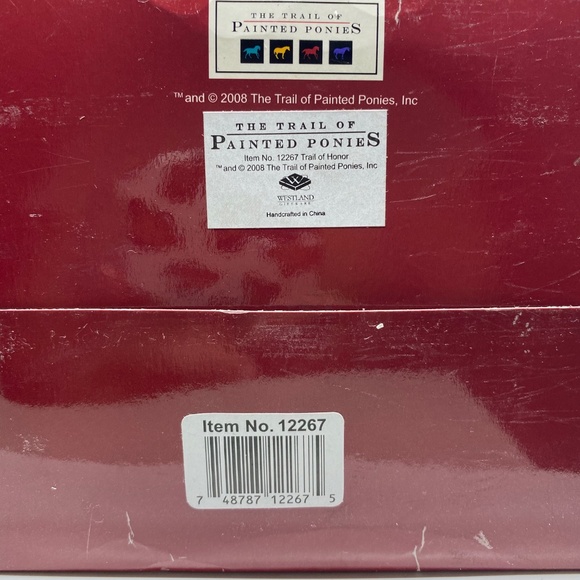 THE TRAIL OF
PAINTED PONIES
™ and © 2008 The Trail of Painted Ponies, Inc
THE TRAIL OF
PAINTED PONIES
Item No. 12267 Trail of Honor
™ and © 2008 The Trail of Painted Ponies, Inc
WESTLAND
GIFTWARE
Handcrafted in China
Item No. 12267
7 48787 12267 5